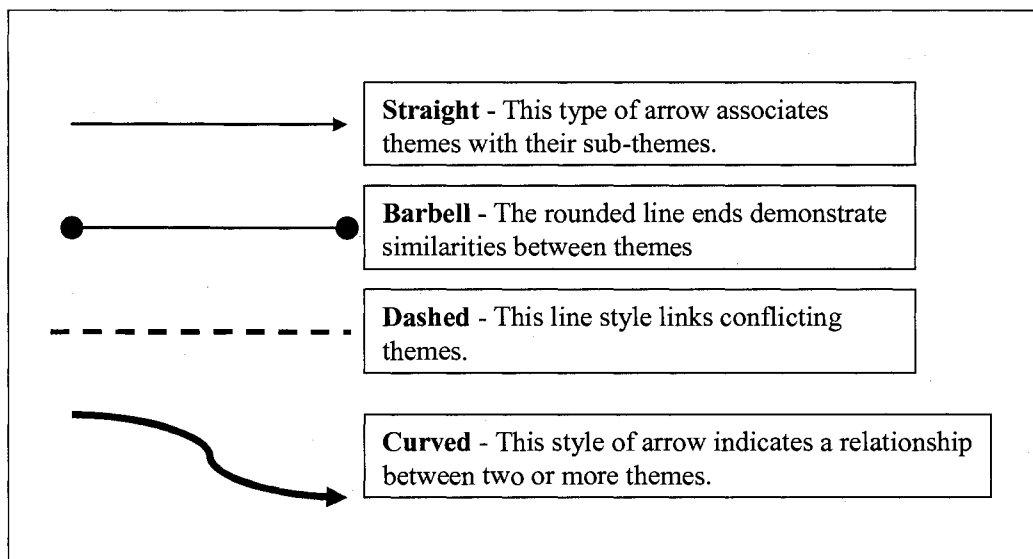 Straight - This type of arrow associates
themes with their sub-themes.
Barbell - The rounded line ends demonstrate
similarities between themes
Dashed - This line style links conflicting
themes.
Curved - This style of arrow indicates a relationship
between two or more themes.